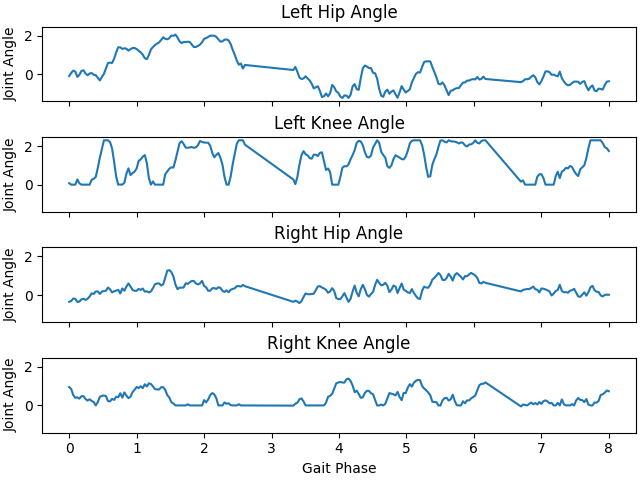 Left Hip Angle
Joint Angle
2
0
Left Knee Angle
Joint Angle
2
0
Right Hip Angle
Joint Angle
2
0
Right Knee Angle
Joint Angle
2
0
0 1 2 3 4 5 6 7 8
Gait Phase